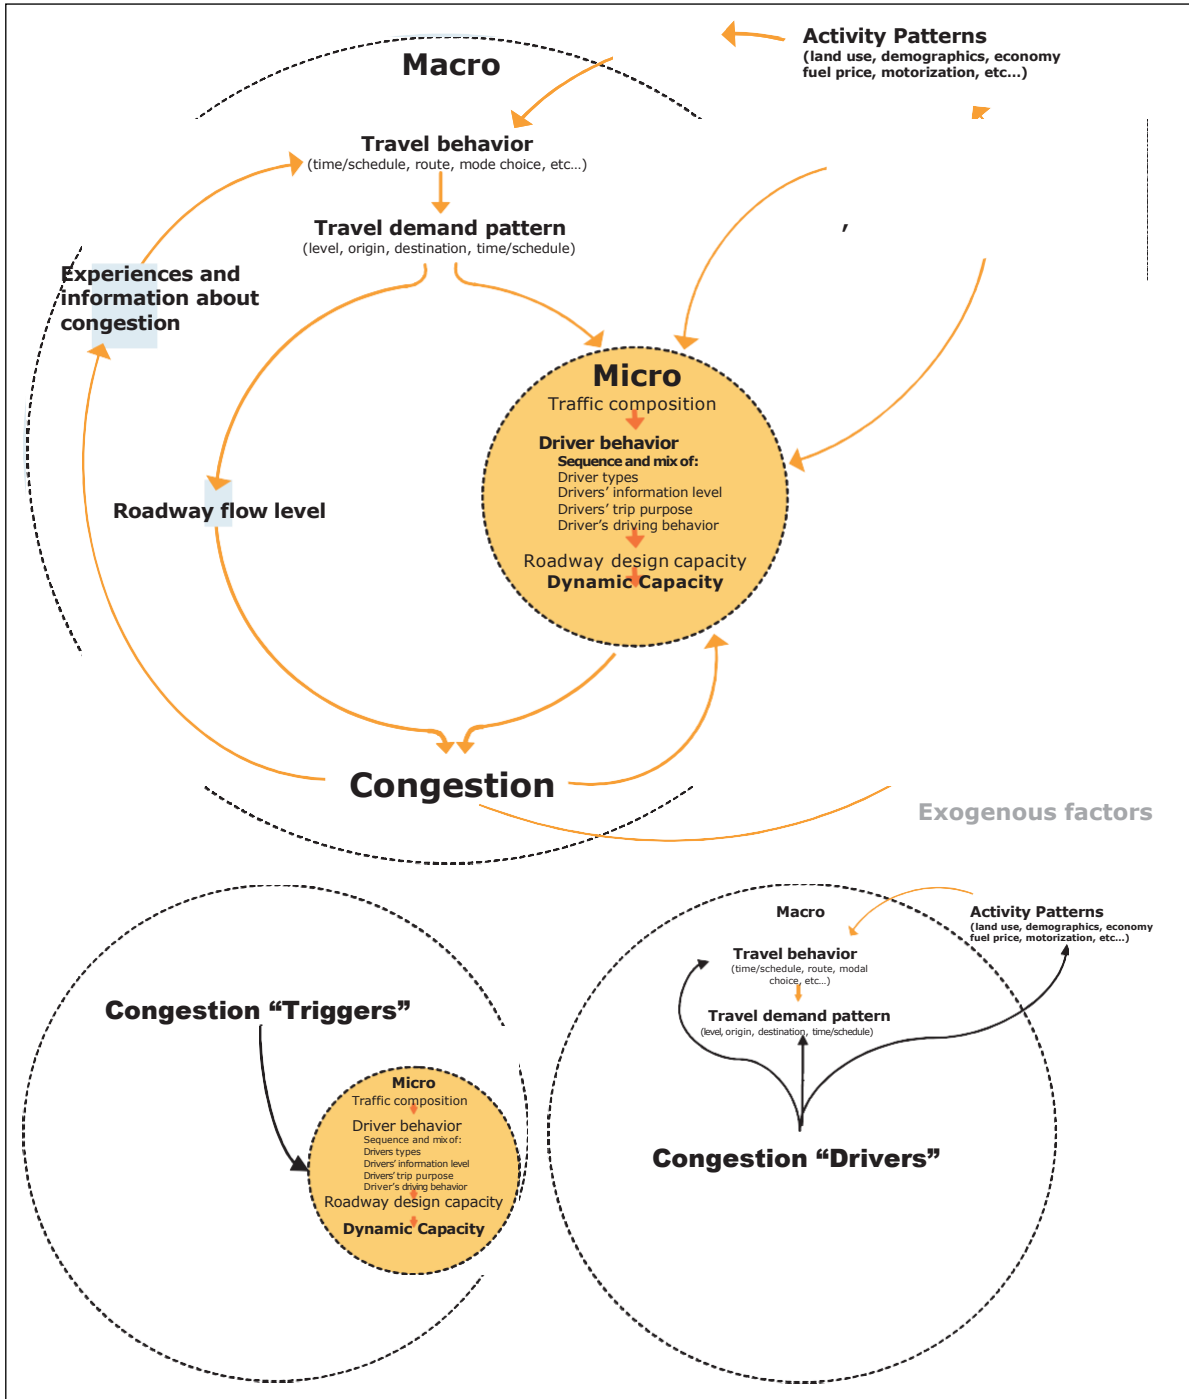 Macro
Activity Patterns
(land use, demographics, economy
fuel price, motorization, etc...)
Travel behavior
(time/schedule, route, mode choice, etc...)
Travel demand pattern
(level, origin, destination, time/schedule)
,
Experiences and
information about
congestion
Micro
Traffic composition
Driver behavior
Sequence and mix of:
Driver types
Drivers' information level
Drivers' trip purpose
Driver's driving behavior
Roadway design capacity
Dynamic Capacity
Roadway flow level
Congestion
Exogenous factors
Congestion “Triggers”
Micro
Traffic composition
Driver behavior
Sequence and mix of:
Drivers types
Drivers' information level
Drivers' trip purpose
Driver's driving behavior
Roadway design capacity
Dynamic Capacity
Macro
Activity Patterns
(land use, demographics, economy
fuel price, motorization, etc...)
Travel behavior
(time/schedule, route, modal
choice, etc...)
Travel demand pattern
(level, origin, destination, time/schedule)
Congestion “Drivers”